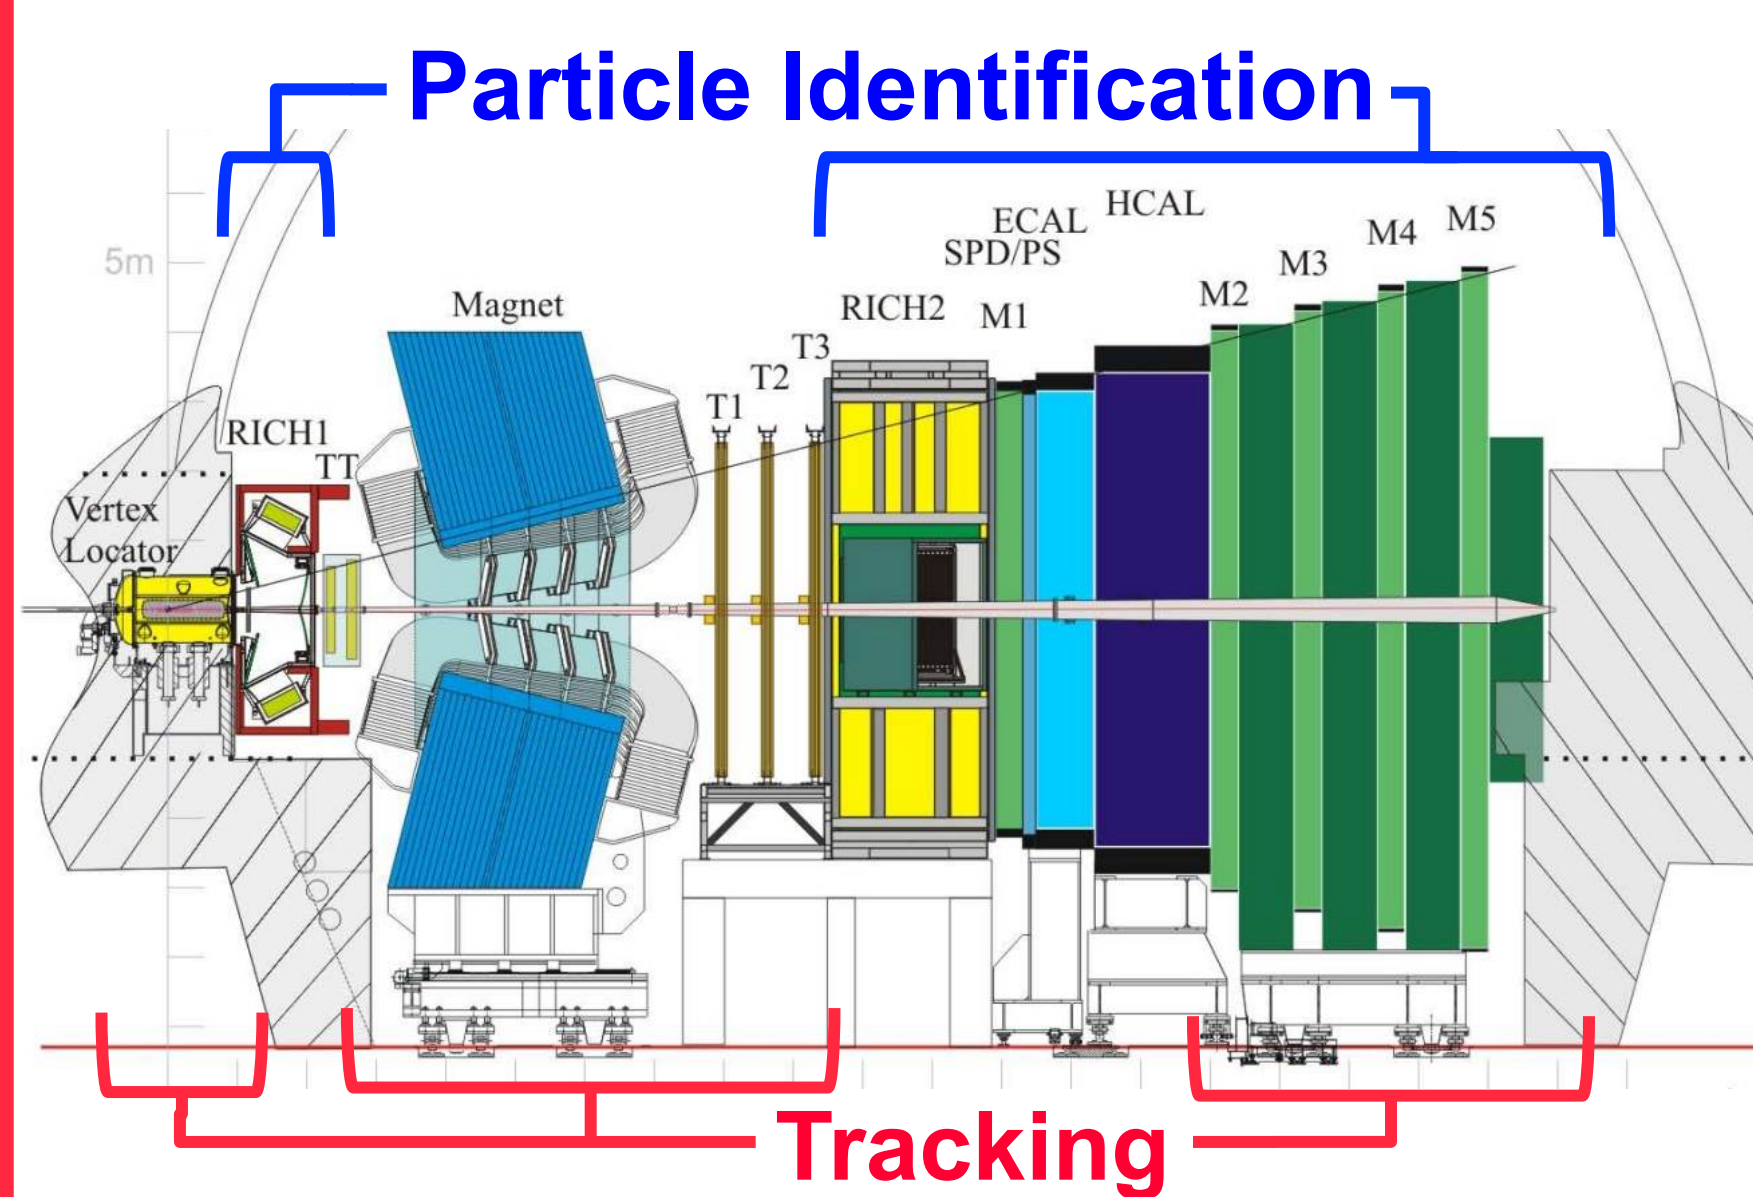 Particle Identification
HCAL
ECAL
M5
M4
SPD/PS
5m
M3
M2
Magnet
RICH2
M1
T3
T2
T1
RICH1
TT
Vertex
Locator
Tracking